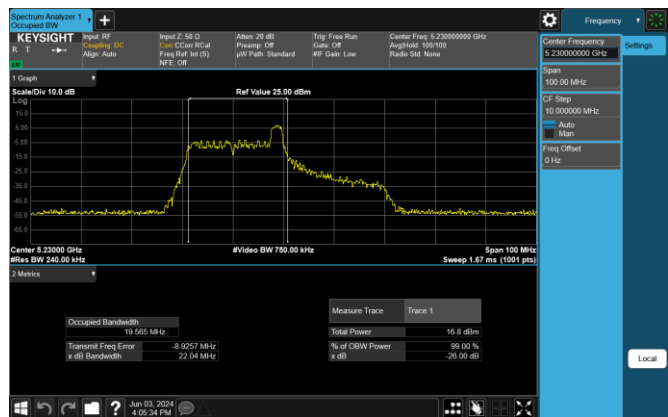 Spectrum Analyzer 1
Occupied BW
+
Frequency
KEYSIGHT
R T
Input: RF
Coupling: DC
Align: Auto
Input Z: 50 Ω
Corr CCorr RCal
Freq Ref: Int (S)
NFE: Off
Atten: 20 dB
Preamp: Off
µW Path: Standard
Trig: Free Run
Gate: Off
#IF Gain: Low
Center Freq: 5.230000000 GHz
Avg|Hold: 100/100
Radio Std: None
Center Frequency
5.230000000 GHz
Settings
Span
100.00 MHz
CF Step
10.000000 MHz
Auto
Man
Freq Offset
0 Hz
Local
1 Graph
Scale/Div 10.0 dB
Ref Value 25.00 dBm
Log
15.0
5.00
-5.00
-15.0
-25.0
-35.0
-45.0
-55.0
-65.0
Center 5.23000 GHz
#Video BW 750.00 kHz
Span 100 MHz
#Res BW 240.00 kHz
Sweep 1.67 ms (1001 pts)
2 Metrics
Measure Trace
Trace 1
Occupied Bandwidth
19.565 MHz
Total Power
16.8 dBm
Transmit Freq Error
-8.9257 MHz
% of OBW Power
99.00 %
x dB Bandwidth
22.04 MHz
x dB
-26.00 dB
?
Jun 03, 2024
4:05:34 PM